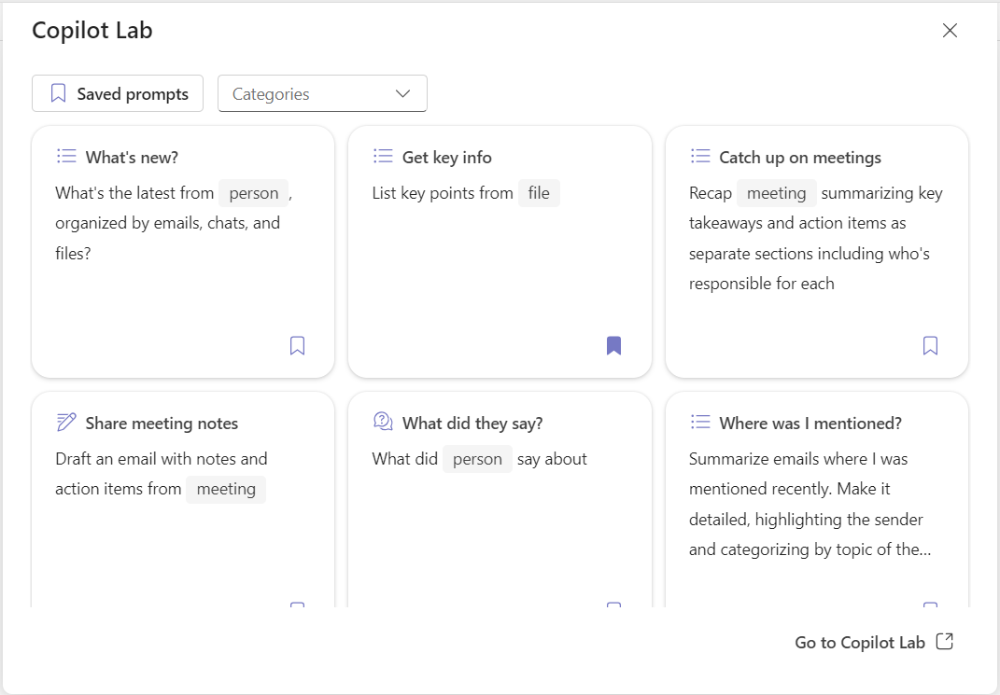 Copilot Lab
Saved prompts
Categories
What's new?
What's the latest from person ,
organized by emails, chats, and
files?
Get key info
List key points from file
Catch up on meetings
Recap meeting summarizing key
takeaways and action items as
separate sections including who's
responsible for each
Share meeting notes
Draft an email with notes and
action items from meeting
What did they say?
What did person say about
Where was I mentioned?
Summarize emails where I was
mentioned recently. Make it
detailed, highlighting the sender
and categorizing by topic of the...
Go to Copilot Lab